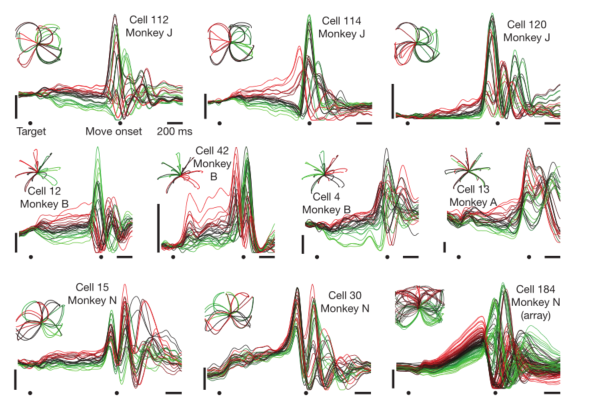 Cell 112
Monkey J
Cell 114
Monkey J
Cell 120
Monkey J
Target
Move onset
200 ms
Cell 12
Monkey B
Cell 42
Monkey
B
Cell 4
Monkey B
Cell 13
Monkey A
Cell 15
Monkey N
Cell 30
Monkey N
Cell 184
Monkey N
(array)